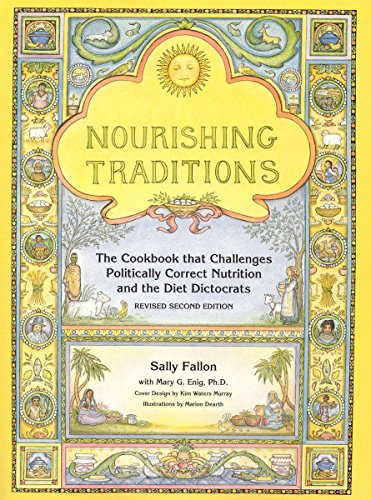 NOURISHING
TRADITIONS
The Cookbook that Challenges
Politically Correct Nutrition
and the Diet Dictocrats
REVISED SECOND EDITION
Sally Fallon
with Mary G. Enig, Ph.D.
Cover Design by Kim Waters Murray
Illustrations by Marion Dearth